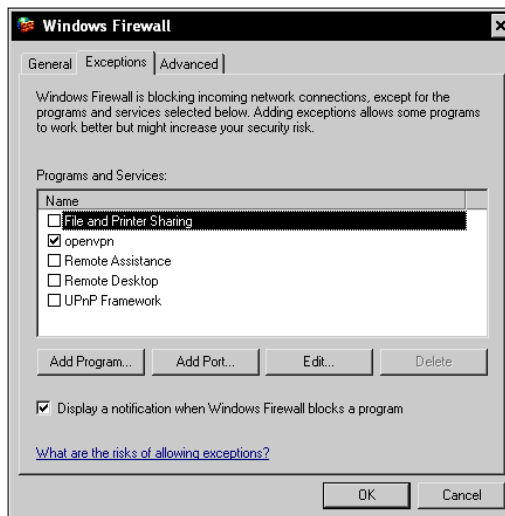 Windows Firewall
General Exceptions Advanced
Windows Firewall is blocking incoming network connections, except for the
programs and services selected below. Adding exceptions allows some programs
to work better but might increase your security risk.
Programs and Services:
Name
File and Printer Sharing
openvpn
Remote Assistance
Remote Desktop
UPnP Framework
Add Program... Add Port... Edit... Delete
Display a notification when Windows Firewall blocks a program
What are the risks of allowing exceptions?
OK Cancel